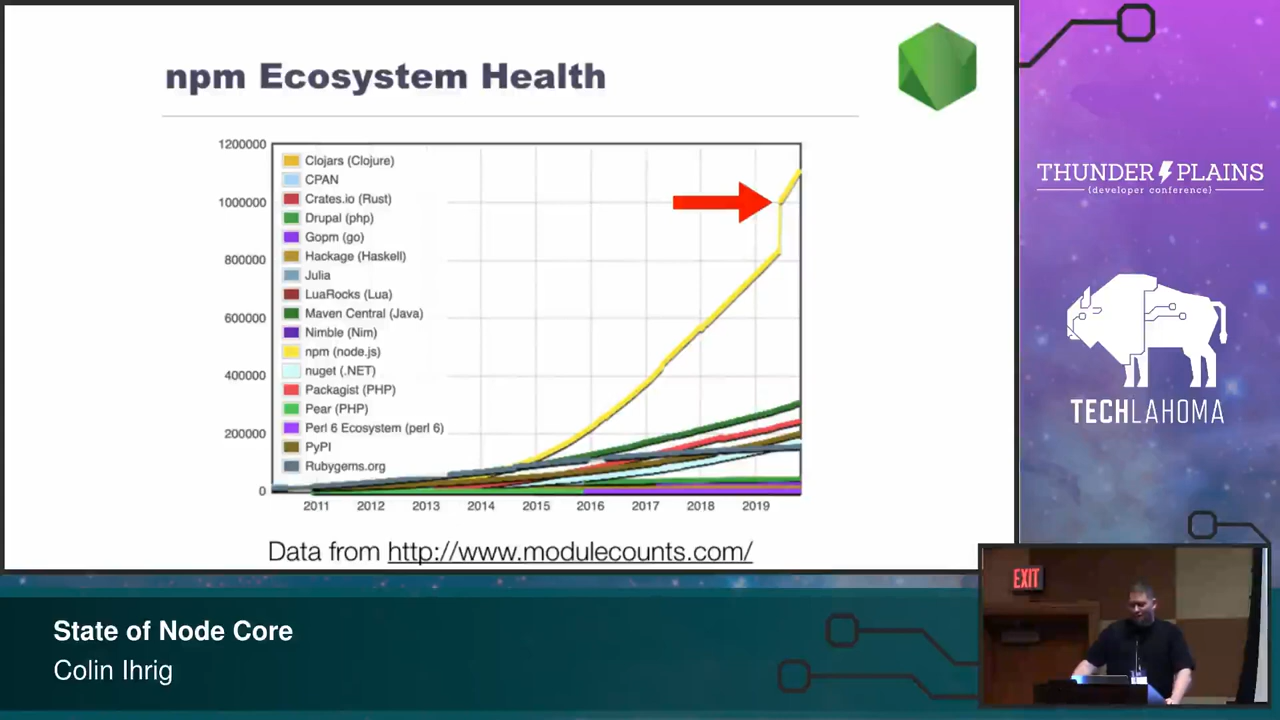 npm Ecosystem Health
1200000
1000000
800000
600000
400000
200000
0
Clojars (Clojure)
CPAN
Crates.io (Rust)
Drupal (php)
Gopm (go)
Hackage (Haskell)
Julia
LuaRocks (Lua)
Maven Central (Java)
Nimble (Nim)
npm (node.js)
nuget (.NET)
Packagist (PHP)
Pear (PHP)
Perl 6 Ecosystem (perl 6)
PyPI
Rubygems.org
2011 2012 2013 2014 2015 2016 2017 2018 2019
Data from http://www.modulecounts.com/
THUNDER PLAINS
{developer conference}
TECHLAHOMA
EXIT
State of Node Core
Colin Ihrig